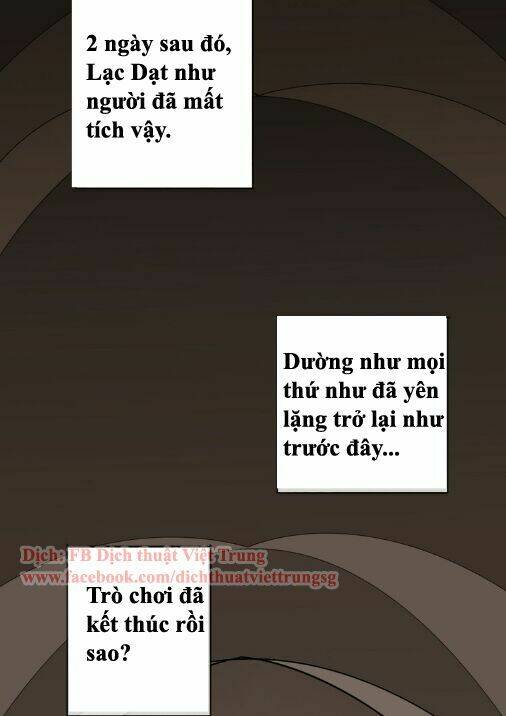 2 ngày sau đó,
Lạc Dạt như
người đã mất
tích vậy.
Dường như mọi
thứ như đã yên
lặng trở lại như
trước đây...
Dịch: FB Dịch thuật Việt Trung
www.facebook.com/dichthuatviettrungsg
Trò chơi đã
kết thúc rồi
sao?